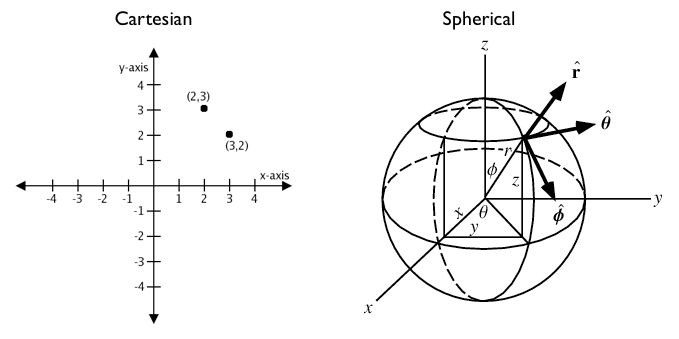 Cartesian
y-axis
4
3
2
1
-1
-2
-3
-4
(2,3)
(3,2)
x-axis
-4 -3 -2 -1 1 2 3 4
Spherical
z
r̂
θ̂
r
ϕ
z
ϕ̂
y
x
θ
y
x